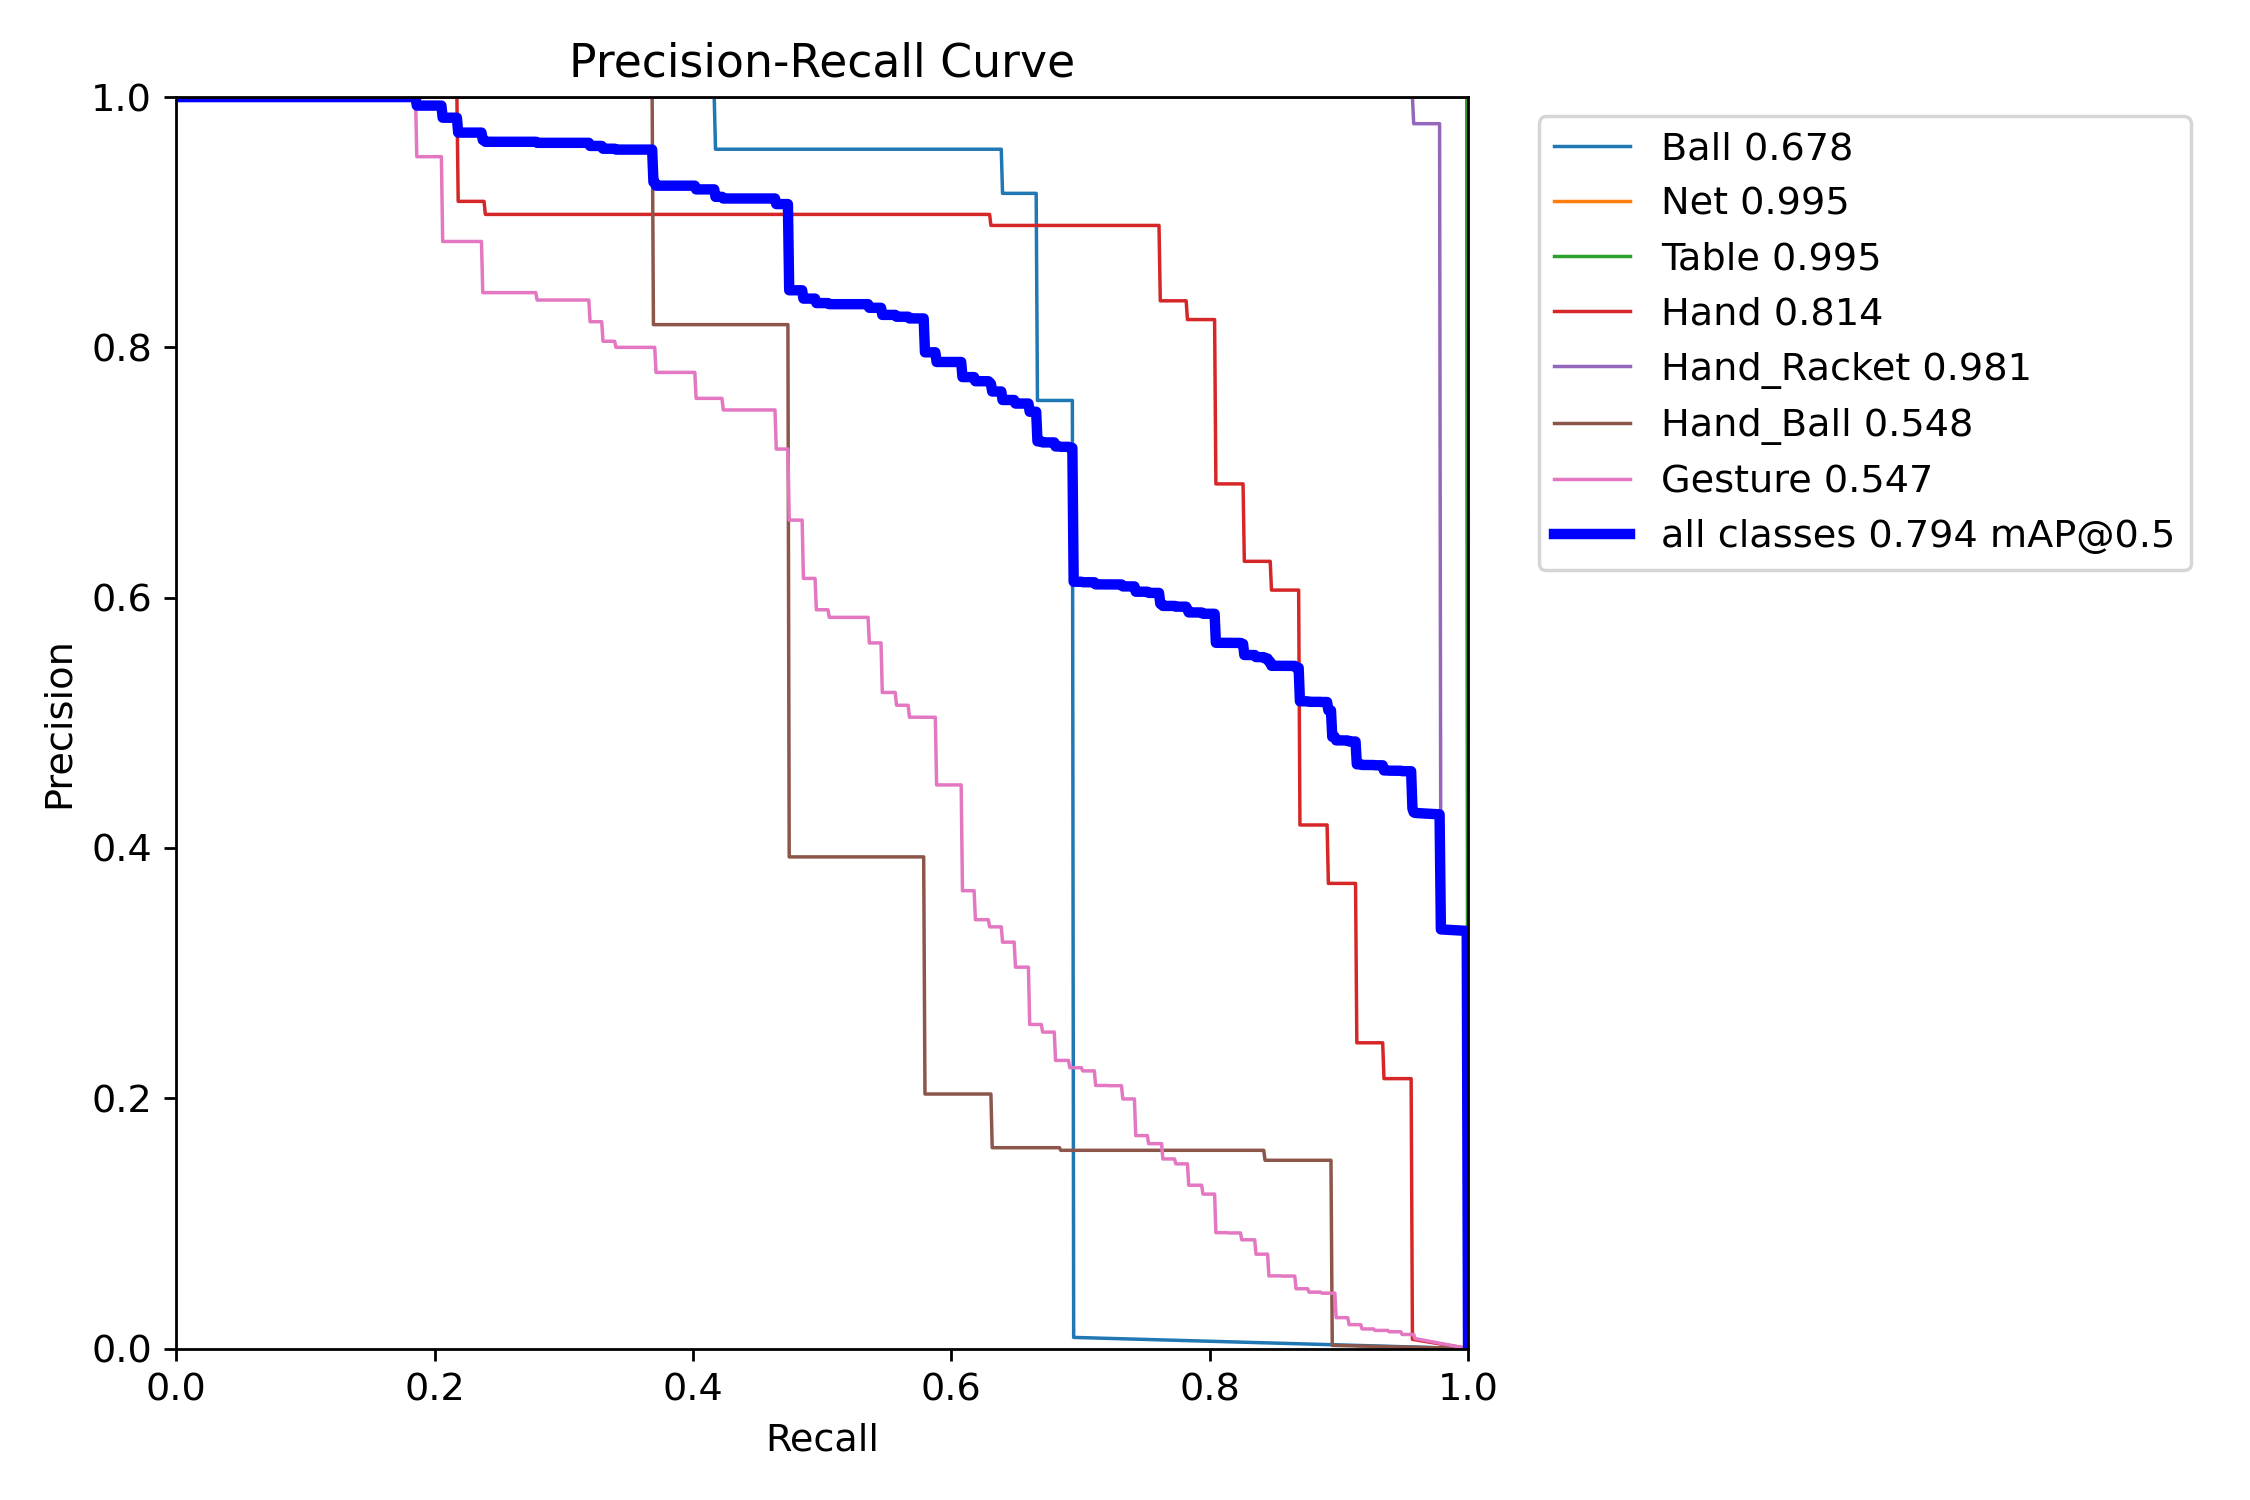 Precision-Recall Curve
1.0
0.8
0.6
0.4
0.2
0.0
Precision
0.0 0.2 0.4 0.6 0.8 1.0
Recall
Ball 0.678
Net 0.995
Table 0.995
Hand 0.814
Hand_Racket 0.981
Hand_Ball 0.548
Gesture 0.547
all classes 0.794 mAP@0.5